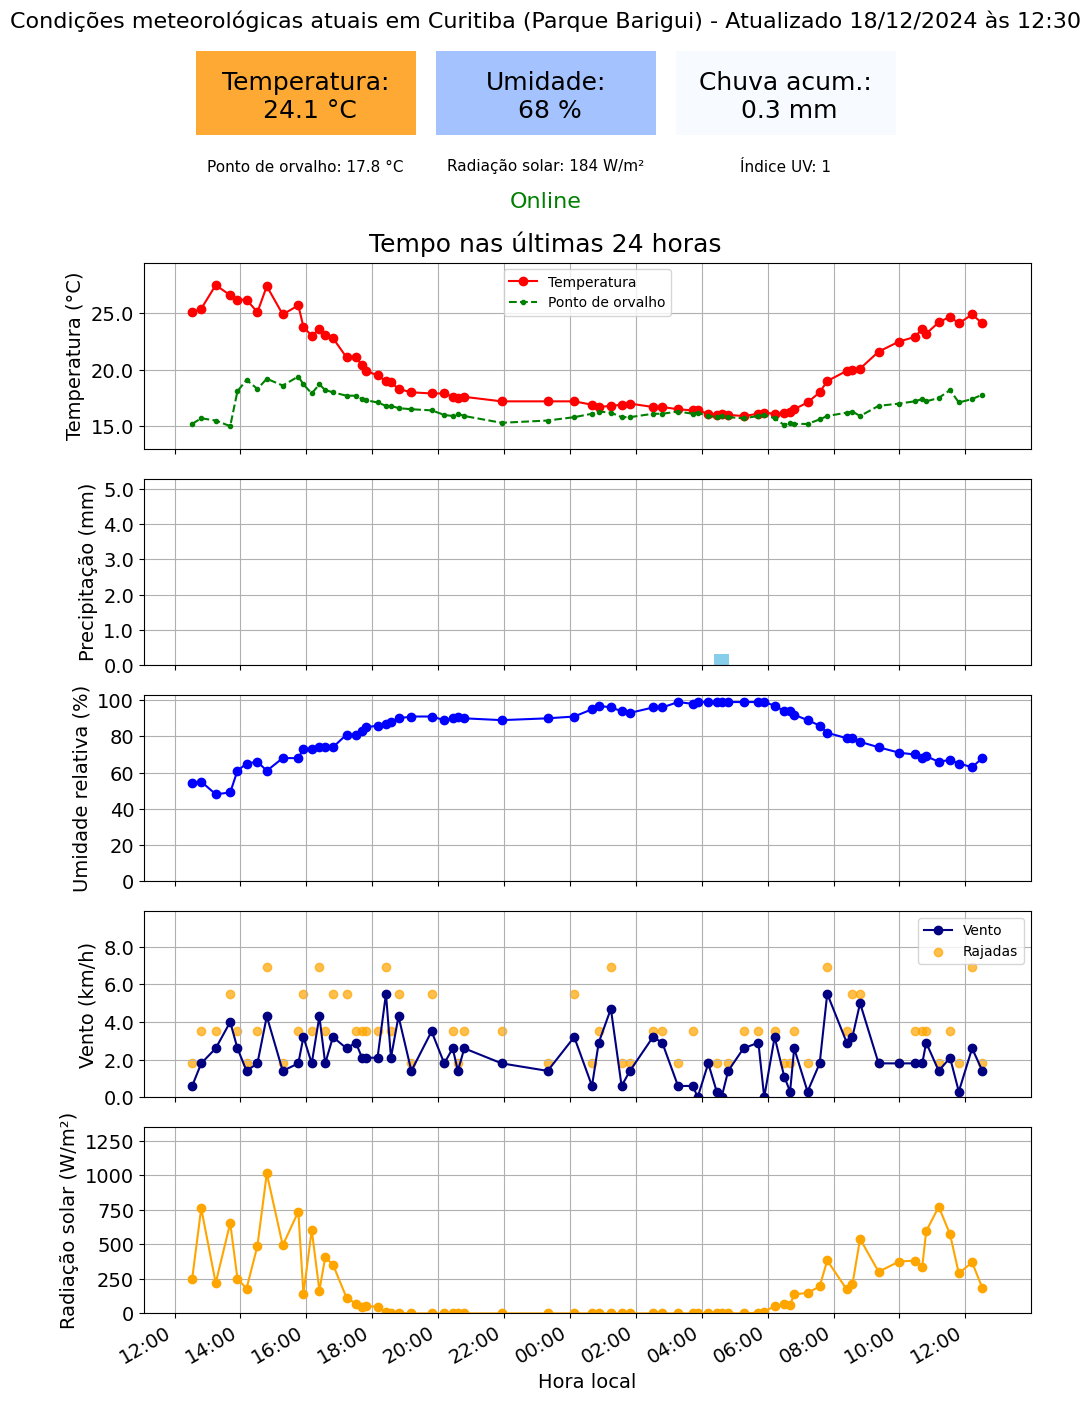 Condições meteorológicas atuais em Curitiba (Parque Barigui) - Atualizado 18/12/2024 às 12:30
Temperatura:
24.1 °C
Umidade:
68 %
Chuva acum.:
0.3 mm
Ponto de orvalho: 17.8 °C
Radiação solar: 184 W/m²
Índice UV: 1
Online
Tempo nas últimas 24 horas
Temperatura (°C)
25.0
20.0
15.0
Temperatura
Ponto de orvalho
Precipitação (mm)
5.0
4.0
3.0
2.0
1.0
0.0
Umidade relativa (%)
100
80
60
40
20
0
Vento (km/h)
8.0
6.0
4.0
2.0
0.0
Vento
Rajadas
Radiação solar (W/m²)
1250
1000
750
500
250
0
12:00 14:00 16:00 18:00 20:00 22:00 00:00 02:00 04:00 06:00 08:00 10:00 12:00
Hora local